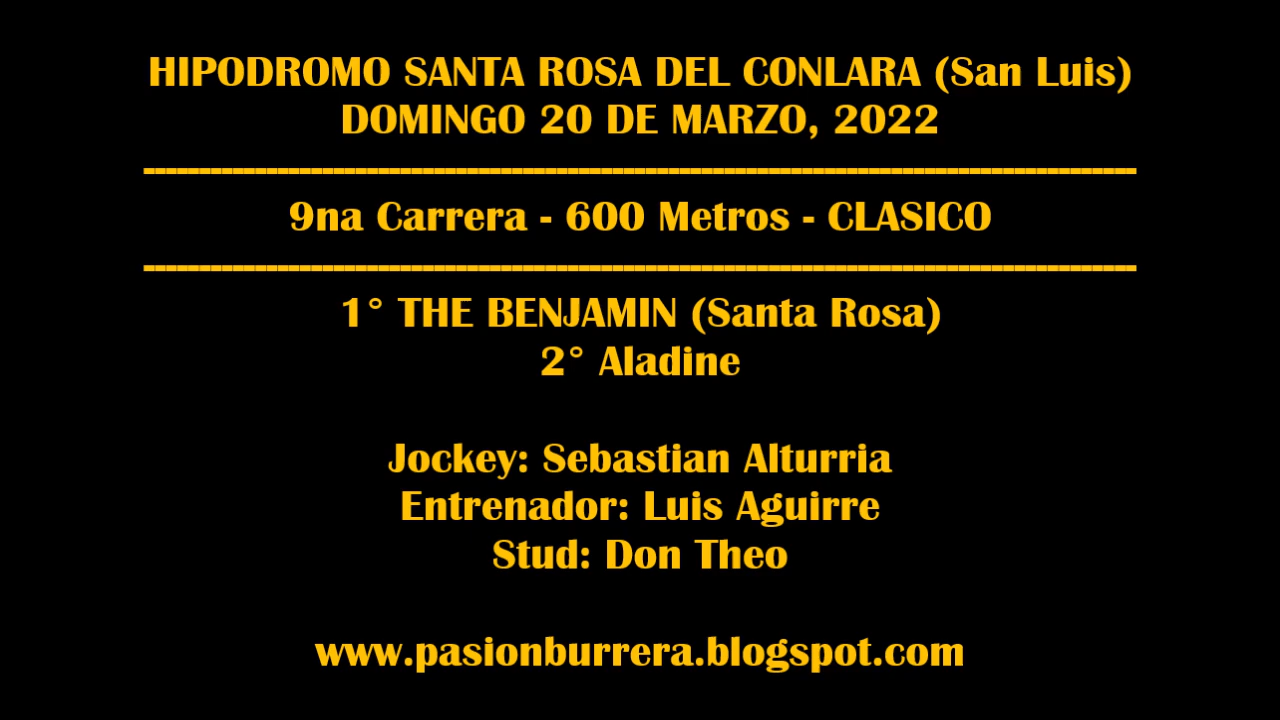 HIPODROMO SANTA ROSA DEL CONLARA (San Luis)
DOMINGO 20 DE MARZO, 2022
9na Carrera - 600 Metros - CLASICO
1° THE BENJAMIN (Santa Rosa)
2° Aladine
Jockey: Sebastian Alturria
Entrenador: Luis Aguirre
Stud: Don Theo
www.pasionburrera.blogspot.com